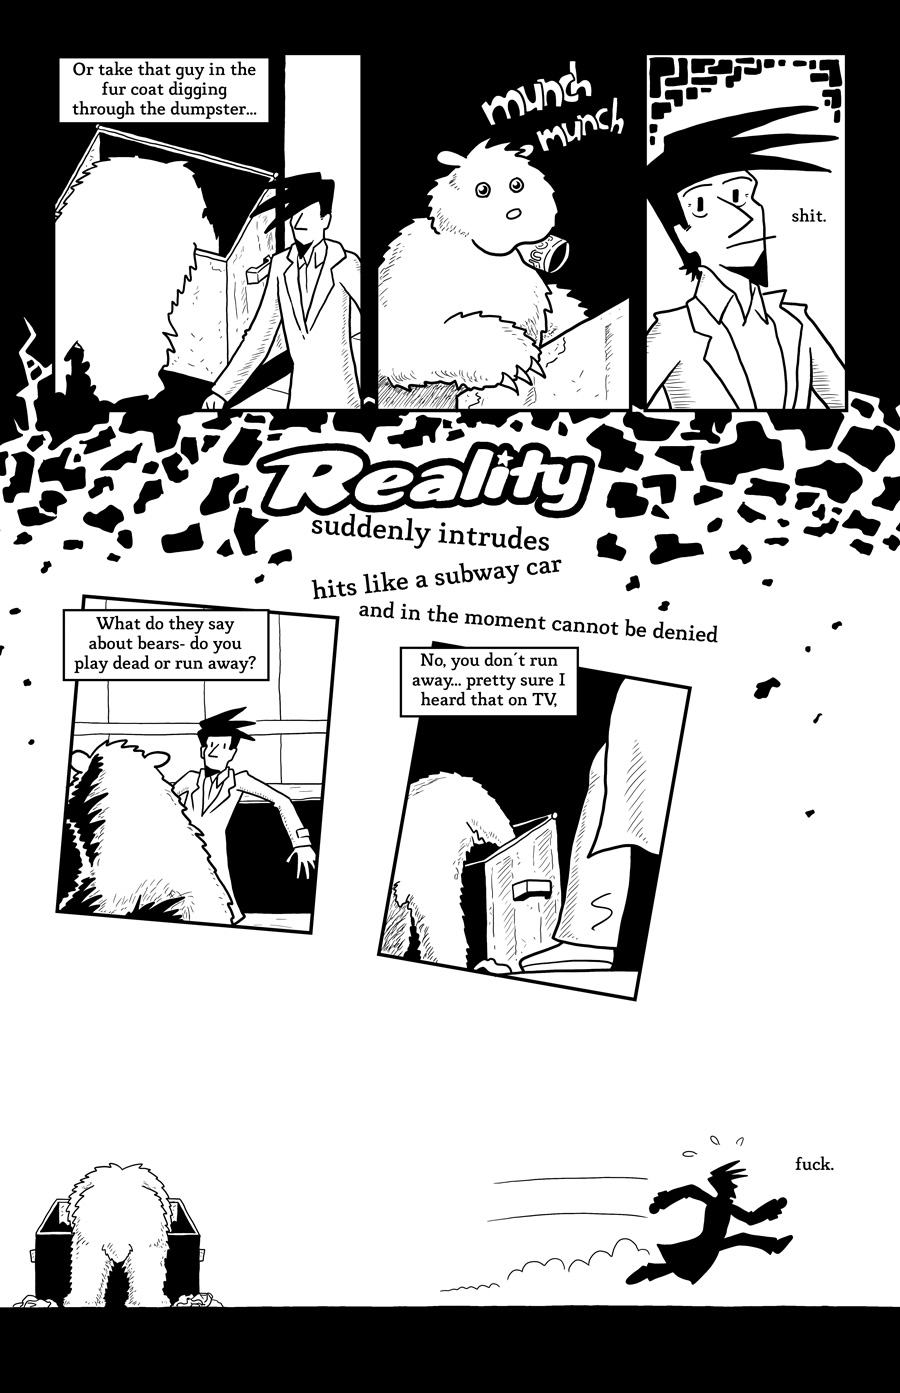 Or take that guy in the
fur coat digging
through the dumpster...
munch
munch
SOUP
shit.
Reality
suddenly intrudes
hits like a subway car
and in the moment cannot be denied
What do they say
about bears- do you
play dead or run away?
No, you don´t run
away... pretty sure I
heard that on TV,
fuck.